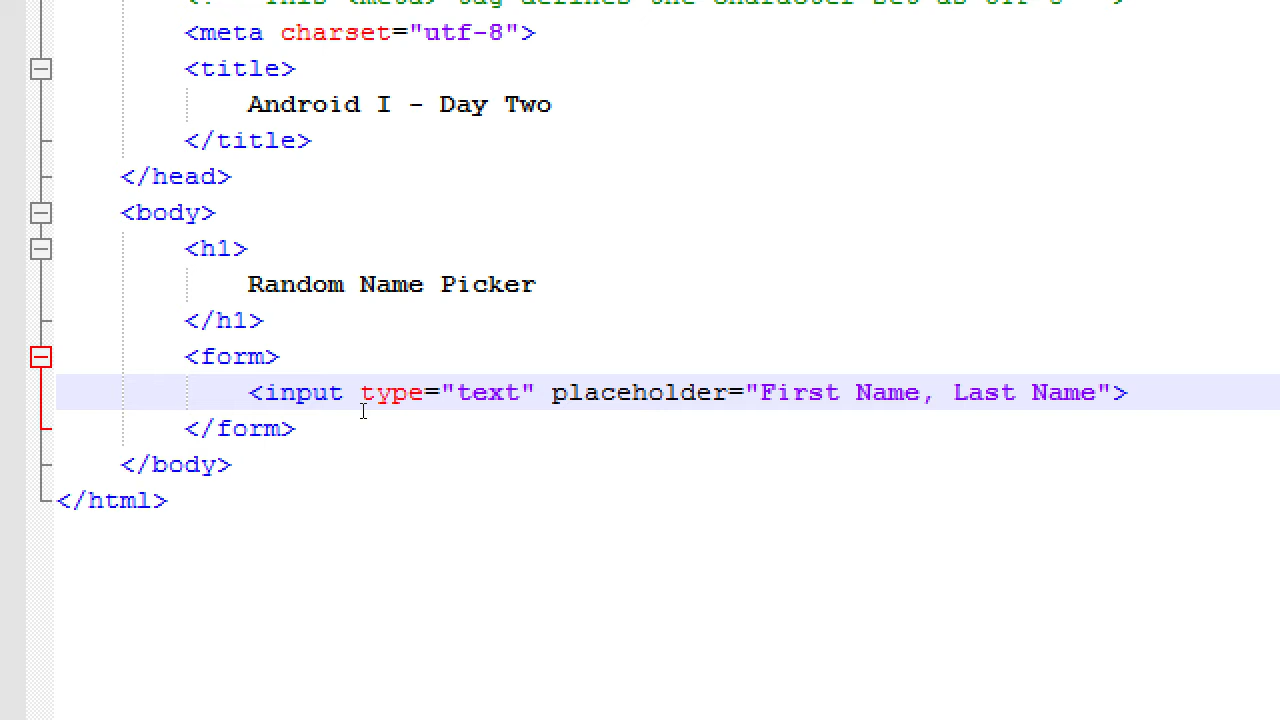 <meta charset="utf-8">
<title>
Android I - Day Two
</title>
</head>
<body>
<h1>
Random Name Picker
</h1>
<form>
<input type="text" placeholder="First Name, Last Name">
</form>
</body>
</html>